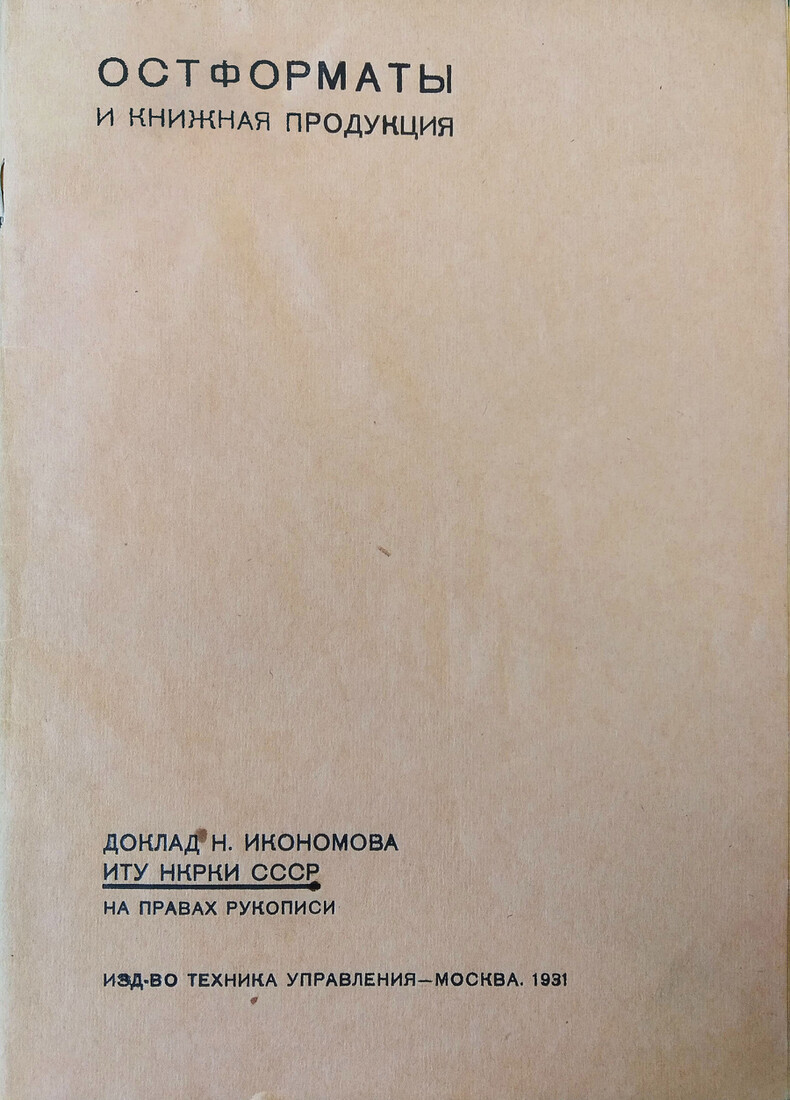 ОСТФОРМАТЫ
И КНИЖНАЯ ПРОДУКЦИЯ
ДОКЛАД Н. ИКОНОМОВА
ИТУ НКРКИ СССР
НА ПРАВАХ РУКОПИСИ
ИЗД-ВО ТЕХНИКА УПРАВЛЕНИЯ—МОСКВА. 1931